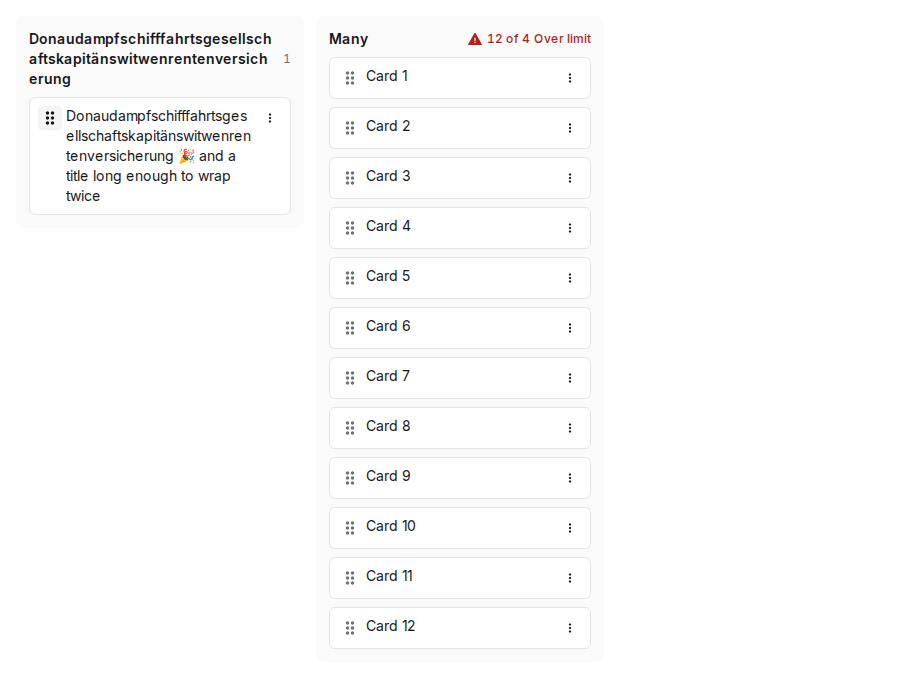 Donaudampfschifffahrtsgesellsch
aftskapitänswitwenrentenversich
erung
1
Donaudampfschifffahrtsges
ellschaftskapitänswitwenren
tenversicherung 🎉 and a
title long enough to wrap
twice
Many
12 of 4 Over limit
Card 1
Card 2
Card 3
Card 4
Card 5
Card 6
Card 7
Card 8
Card 9
Card 10
Card 11
Card 12